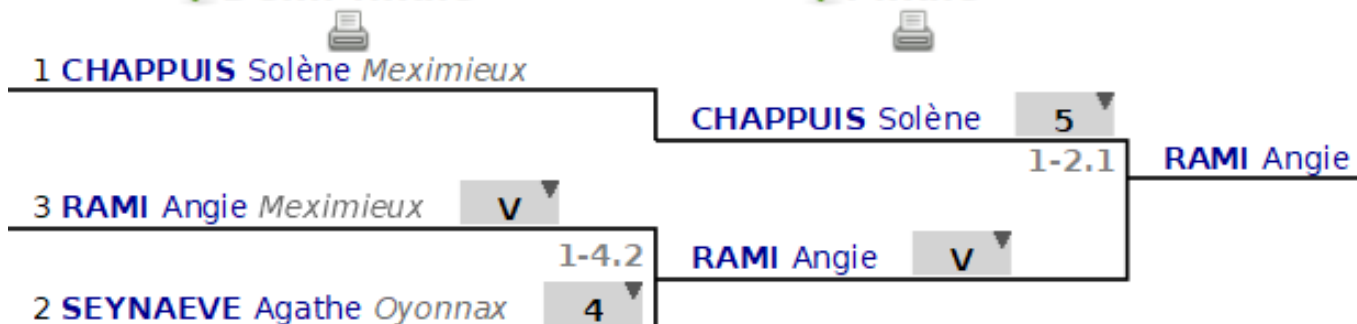 1 CHAPPUIS Solène Meximieux
CHAPPUIS Solène 5
1-2.1
RAMI Angie
3 RAMI Angie Meximieux V
1-4.2
RAMI Angie V
2 SEYNAEVE Agathe Oyonnax 4